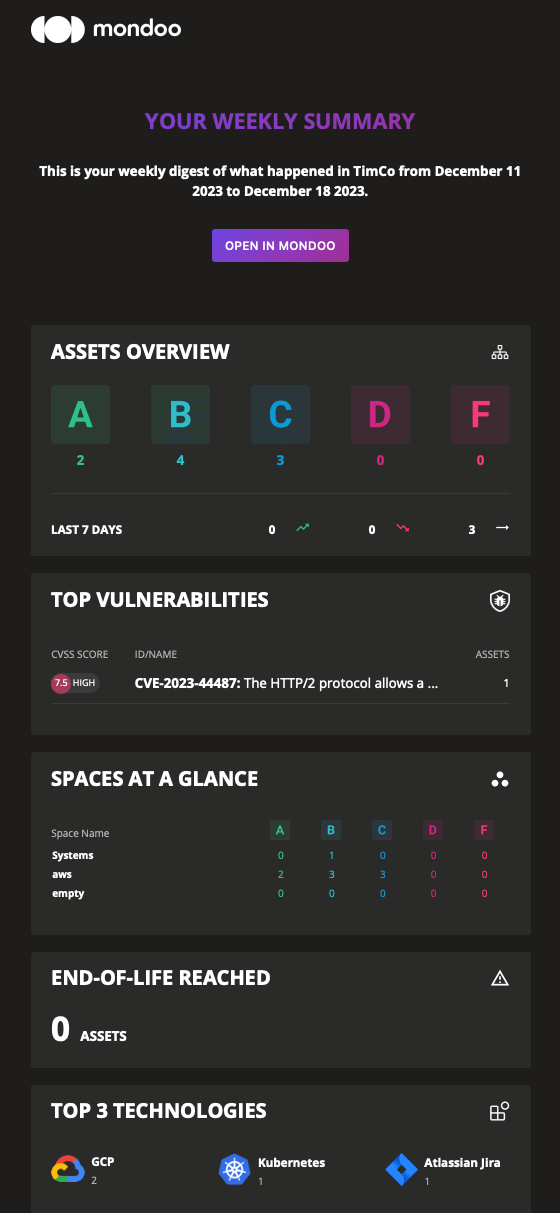 mondoo
YOUR WEEKLY SUMMARY
This is your weekly digest of what happened in TimCo from December 11
2023 to December 18 2023.
OPEN IN MONDOO
ASSETS OVERVIEW
A B C D F
2 4 3 0 0
LAST 7 DAYS 0 0 3
TOP VULNERABILITIES
CVSS SCORE ID/NAME ASSETS
7.5 HIGH CVE-2023-44487: The HTTP/2 protocol allows a ... 1
SPACES AT A GLANCE
Space Name A B C D F
Systems 0 1 0 0 0
aws 2 3 3 0 0
empty 0 0 0 0 0
END-OF-LIFE REACHED
0 ASSETS
TOP 3 TECHNOLOGIES
GCP Kubernetes Atlassian Jira
2 1 1